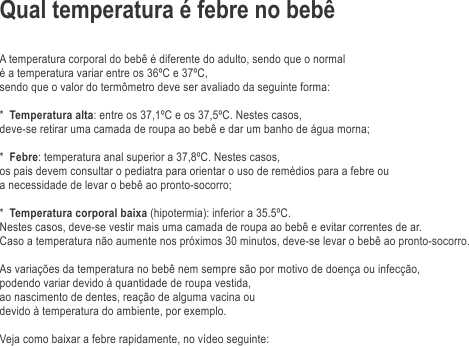 Qual temperatura é febre no bebê
A temperatura corporal do bebê é diferente do adulto, sendo que o normal
é a temperatura variar entre os 36ºC e 37ºC,
sendo que o valor do termômetro deve ser avaliado da seguinte forma:
* Temperatura alta: entre os 37,1ºC e os 37,5ºC. Nestes casos,
deve-se retirar uma camada de roupa ao bebê e dar um banho de água morna;
* Febre: temperatura anal superior a 37,8ºC. Nestes casos,
os pais devem consultar o pediatra para orientar o uso de remédios para a febre ou
a necessidade de levar o bebê ao pronto-socorro;
* Temperatura corporal baixa (hipotermia): inferior a 35.5ºC.
Nestes casos, deve-se vestir mais uma camada de roupa ao bebê e evitar correntes de ar.
Caso a temperatura não aumente nos próximos 30 minutos, deve-se levar o bebê ao pronto-socorro.
As variações da temperatura no bebê nem sempre são por motivo de doença ou infecção,
podendo variar devido à quantidade de roupa vestida,
ao nascimento de dentes, reação de alguma vacina ou
devido à temperatura do ambiente, por exemplo.
Veja como baixar a febre rapidamente, no vídeo seguinte: